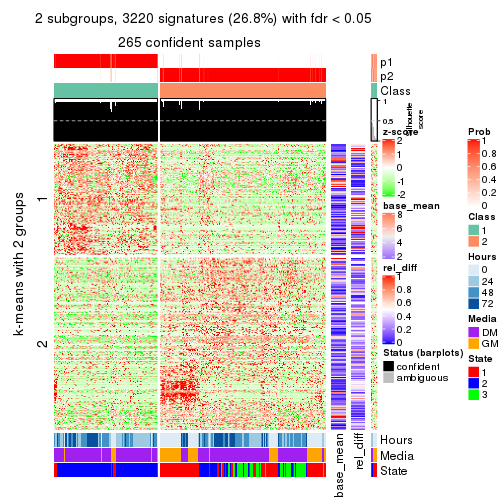 2 subgroups, 3220 signatures (26.8%) with fdr < 0.05
265 confident samples
p1
p2
Class
1
0.5
0
silhouette
score
k-means with 2 groups
1
2
z-score
2
1
0
-1
-2
base_mean
8
6
4
2
rel_diff
1
0.8
0.6
0.4
0.2
0
Status (barplots)
confident
ambiguous
Prob
1
0.8
0.6
0.4
0.2
0
Class
1
2
Hours
0
24
48
72
Media
DM
GM
State
1
2
3
Hours
Media
State
base_mean
rel_diff